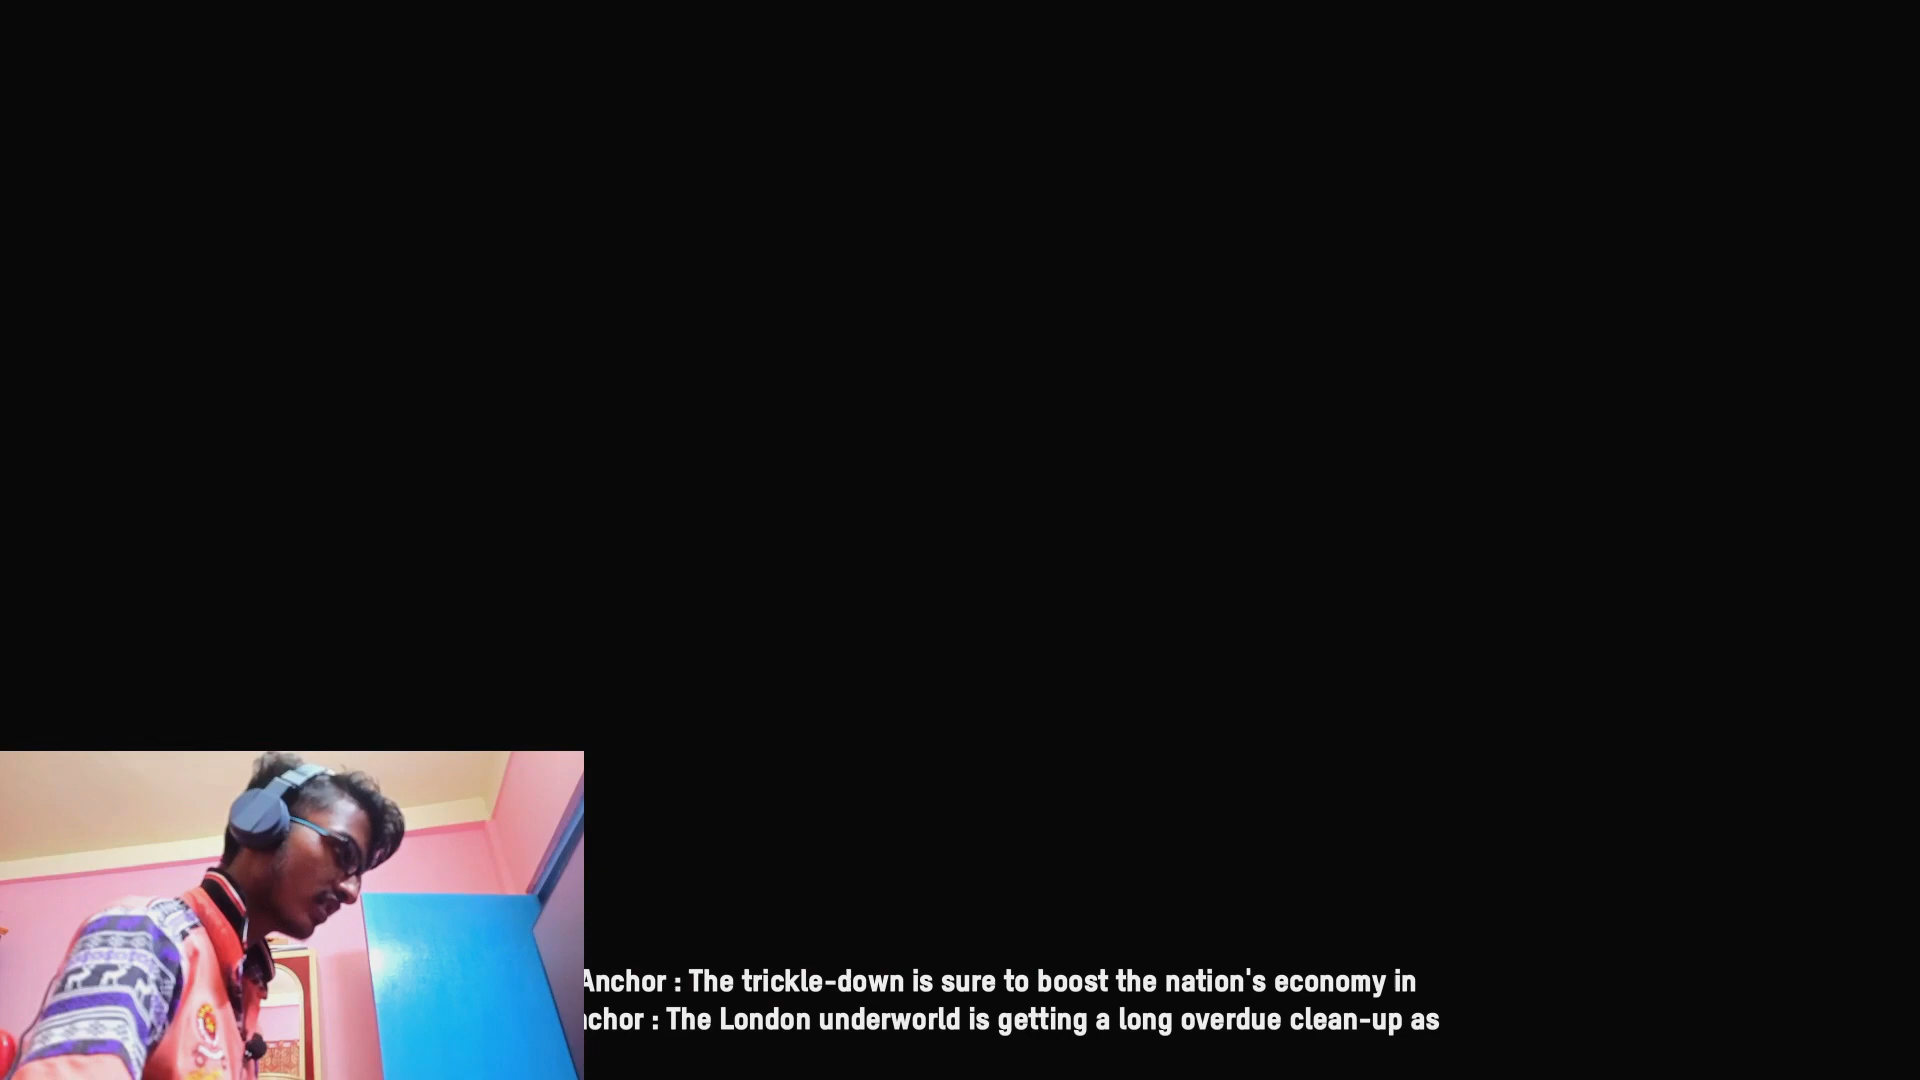 Anchor : The trickle-down is sure to boost the nation's economy in
chor : The London underworld is getting a long overdue clean-up as